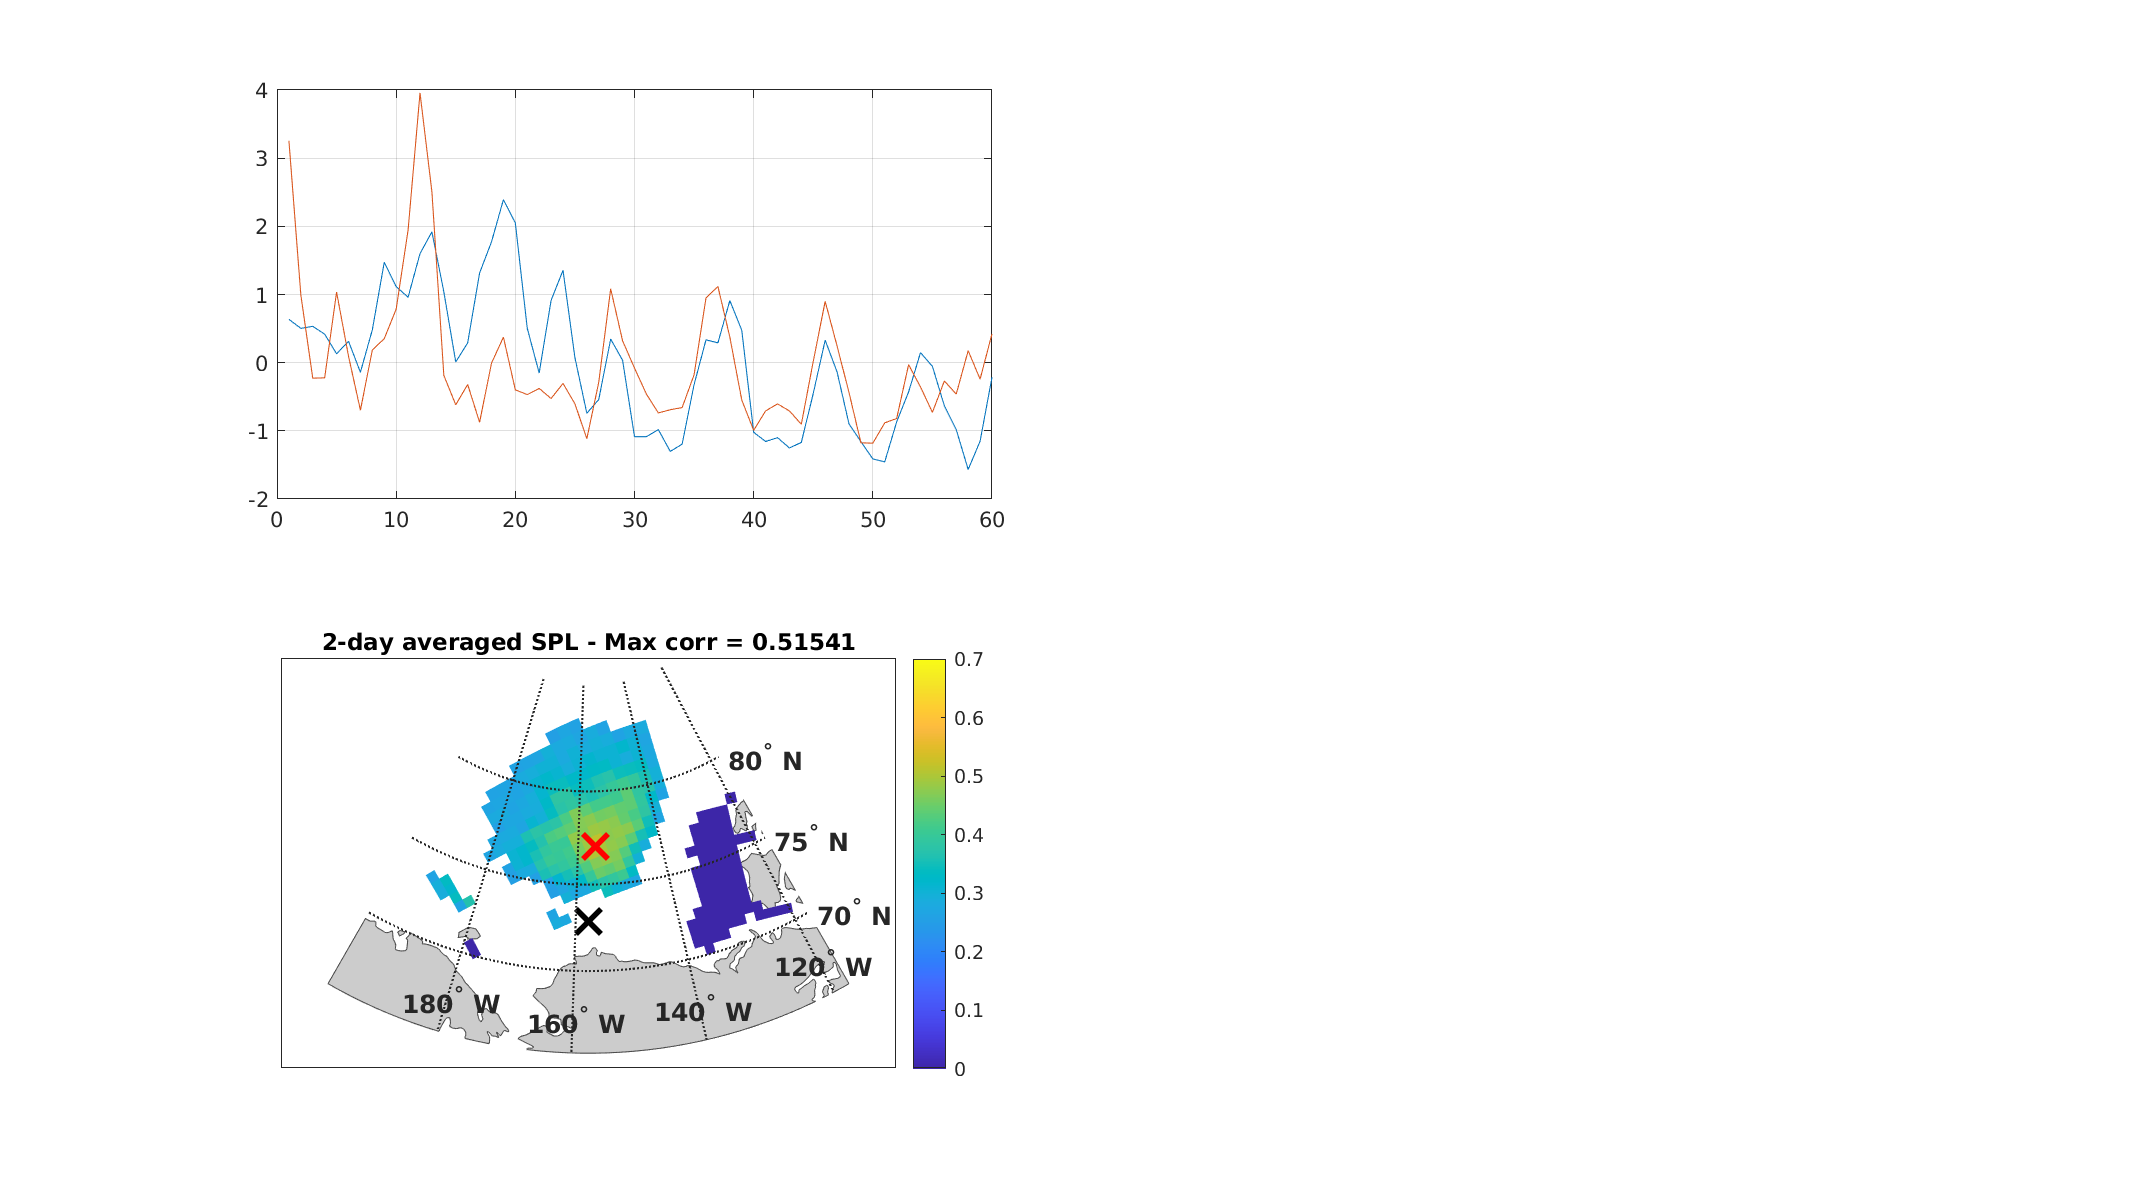 4
3
2
1
0
-1
-2
0 10 20 30 40 50 60
2-day averaged SPL - Max corr = 0.51541
0.7
0.6
0.5
0.4
0.3
0.2
0.1
0
80° N
75° N
70° N
120° W
180° W
160° W
140° W